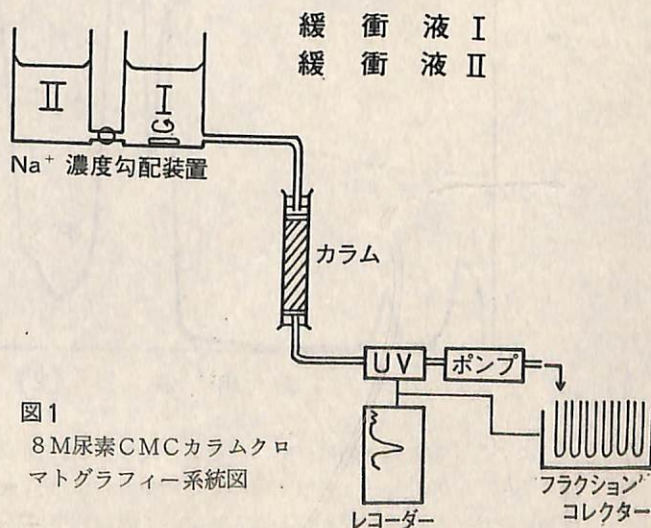 緩衝液 I
緩衝液 II
II
I
Na⁺ 濃度勾配装置
カラム
UV
ポンプ
図1
8M尿素CMCカラムクロ
マトグラフィー系統図
レコーダー
フラクション
コレクター